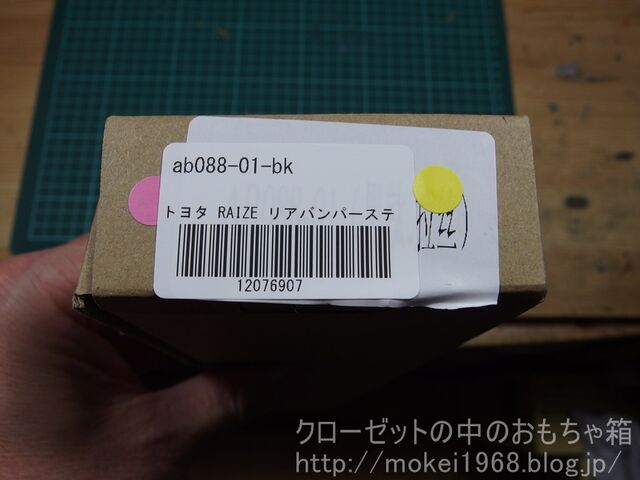 ab088-01-bk
トヨタ RAIZE リアバンパーステ
12076907
クローゼットの中のおもちゃ箱
http://mokei1968.blog.jp/